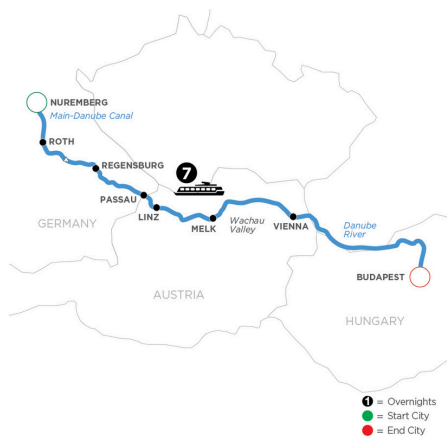 NUREMBERG
Main-Danube Canal
ROTH
REGENSBURG
7
PASSAU
LINZ
MELK
Wachau
Valley
VIENNA
Danube
River
BUDAPEST
GERMANY
AUSTRIA
HUNGARY
1 = Overnights
= Start City
= End City